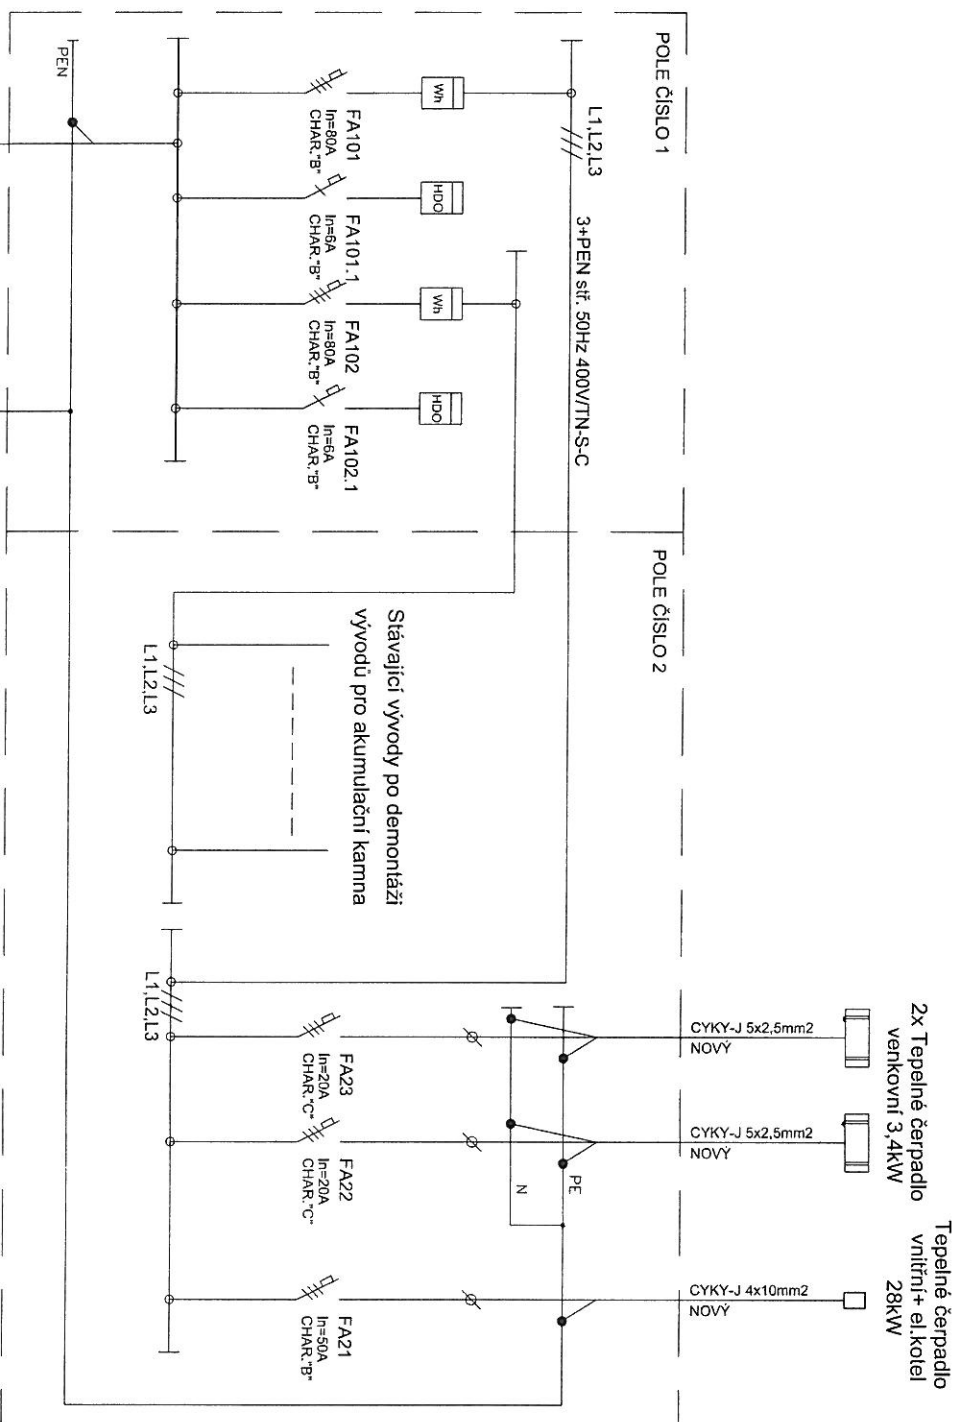 POLE ČÍSLO 1
L1,L2,L3
3+PEN stř. 50Hz 400V/TN-S-C
PEN
Wh
FA101
In=80A
CHAR."B"
HDO
FA101.1
In=6A
CHAR."B"
Wh
FA102
In=80A
CHAR."B"
HDO
FA102.1
In=6A
CHAR."B"
POLE ČÍSLO 2
Stávající vývody po demontáži
vývodů pro akumulační kamna
L1,L2,L3
L1,L2,L3
2x Tepelné čerpadlo
venkovní 3,4kW
Tepelné čerpadlo
vnitřní+ el.kotel
28kW
CYKY-J 5x2,5mm2
NOVÝ
CYKY-J 5x2,5mm2
NOVÝ
CYKY-J 4x10mm2
NOVÝ
PE
N
FA23
In=20A
CHAR."C"
FA22
In=20A
CHAR."C"
FA21
In=50A
CHAR."B"